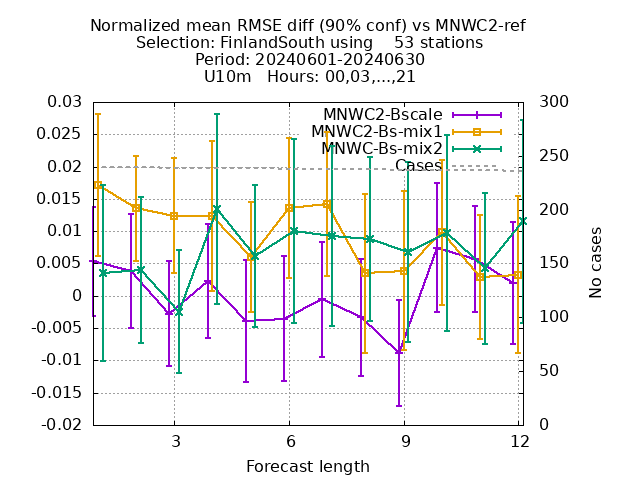 Normalized mean RMSE diff (90% conf) vs MNWC2-ref
Selection: FinlandSouth using    53 stations
Period: 20240601-20240630
U10m   Hours: 00,03,...,21
0.03
0.025
0.02
0.015
0.01
0.005
0
-0.005
-0.01
-0.015
-0.02
MNWC2-Bscale
MNWC2-Bs-mix1
MNWC-Bs-mix2
Cases
300
250
200
150
100
50
0
No cases
3
6
9
12
Forecast length